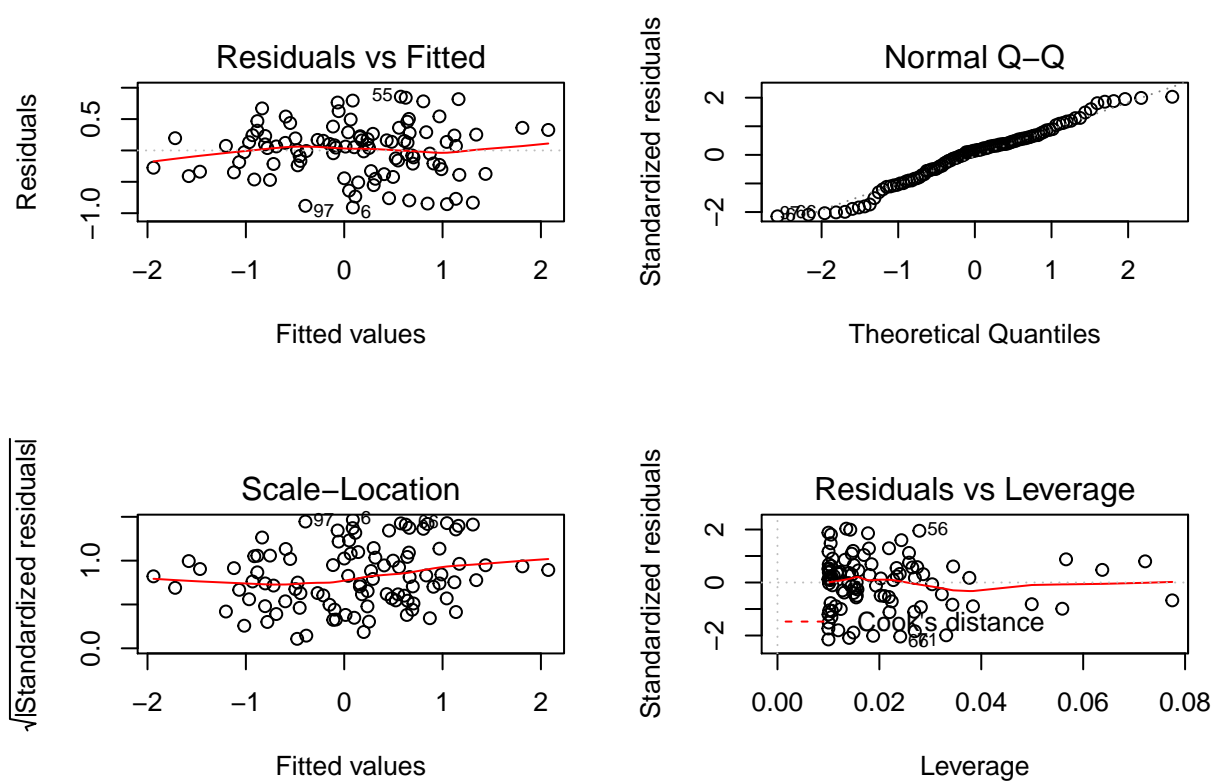 Residuals vs Fitted
Residuals
0.5
−1.0
55
97
6
−2 −1 0 1 2
Fitted values
Normal Q−Q
Standardized residuals
2
0
−2
−2 −1 0 1 2
Theoretical Quantiles
Scale−Location
√|Standardized residuals|
1.0
0.0
97
6
−2 −1 0 1 2
Fitted values
Residuals vs Leverage
Standardized residuals
2
0
−2
56
Cook's distance
0.00 0.02 0.04 0.06 0.08
Leverage